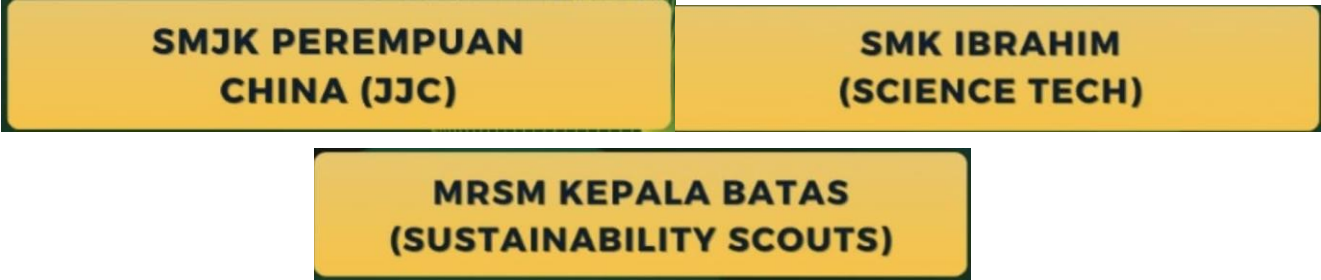 SMJK PEREMPUAN
CHINA (JJC)
SMK IBRAHIM
(SCIENCE TECH)
MRSM KEPALA BATAS
(SUSTAINABILITY SCOUTS)